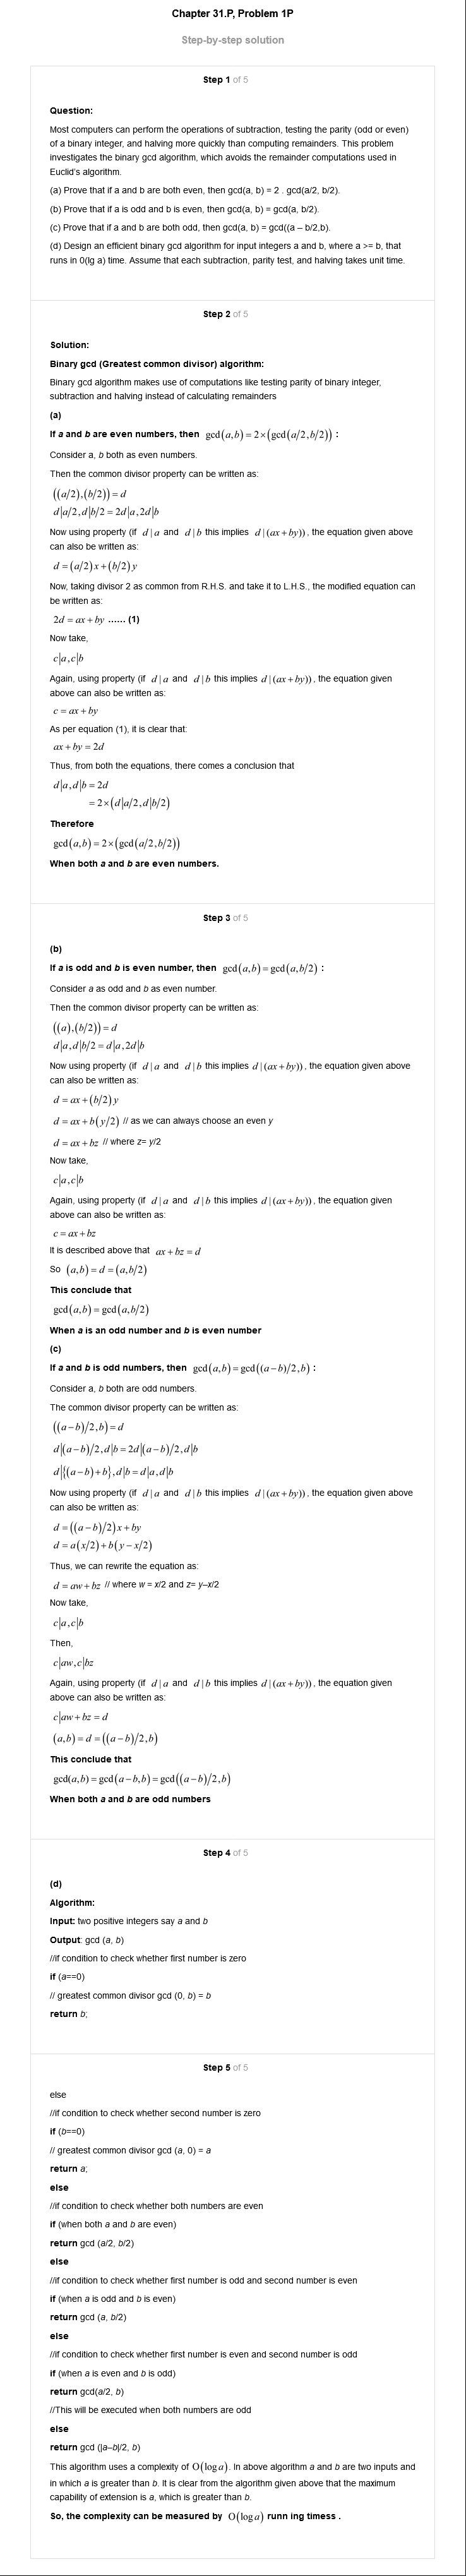 Chapter 31.P, Problem 1P
Step-by-step solution
Step 1 of 5
Question:
Most computers can perform the operations of subtraction, testing the parity (odd or even)
of a binary integer, and halving more quickly than computing remainders. This problem
investigates the binary gcd algorithm, which avoids the remainder computations used in
Euclid's algorithm.
(a) Prove that if a and b are both even, then gcd(a, b) = 2 . gcd(a/2, b/2).
(b) Prove that if a is odd and b is even, then gcd(a, b) = gcd(a, b/2).
(c) Prove that if a and b are both odd, then gcd(a, b) = gcd((a – b/2,b).
(d) Design an efficient binary gcd algorithm for input integers a and b, where a >= b, that
runs in 0(lg a) time. Assume that each subtraction, parity test, and halving takes unit time.
Step 2 of 5
Solution:
Binary gcd (Greatest common divisor) algorithm:
Binary gcd algorithm makes use of computations like testing parity of binary integer,
subtraction and halving instead of calculating remainders
(a)
If a and b are even numbers, then gcd(a,b) = 2×(gcd(a/2,b/2)) :
Consider a, b both as even numbers.
Then the common divisor property can be written as:
((a/2),(b/2)) = d
d|a/2,d|b/2 = 2d|a,2d|b
Now using property (if d | a and d | b this implies d | (ax + by)), the equation given above
can also be written as:
d = (a/2)x + (b/2)y
Now, taking divisor 2 as common from R.H.S. and take it to L.H.S., the modified equation can
be written as:
2d = ax + by ...... (1)
Now take,
c|a,c|b
Again, using property (if d | a and d | b this implies d | (ax + by)), the equation given
above can also be written as:
c = ax + by
As per equation (1), it is clear that:
ax + by = 2d
Thus, from both the equations, there comes a conclusion that
d|a,d|b = 2d
= 2×(d|a/2,d|b/2)
Therefore
gcd(a,b) = 2×(gcd(a/2,b/2))
When both a and b are even numbers.
Step 3 of 5
(b)
If a is odd and b is even number, then gcd(a,b) = gcd(a,b/2) :
Consider a as odd and b as even number.
Then the common divisor property can be written as:
((a),(b/2)) = d
d|a,d|b/2 = d|a,2d|b
Now using property (if d | a and d | b this implies d | (ax + by)), the equation given above
can also be written as:
d = ax + (b/2)y
d = ax + b(y/2) // as we can always choose an even y
d = ax + bz // where z= y/2
Now take,
c|a,c|b
Again, using property (if d | a and d | b this implies d | (ax + by)), the equation given
above can also be written as:
c = ax + bz
It is described above that ax + bz = d
So (a,b) = d = (a,b/2)
This conclude that
gcd(a,b) = gcd(a,b/2)
When a is an odd number and b is even number
(c)
If a and b is odd numbers, then gcd(a,b) = gcd((a−b)/2,b) :
Consider a, b both are odd numbers.
The common divisor property can be written as:
((a−b)/2,b) = d
d|(a−b)/2,d|b = 2d|(a−b)/2,d|b
d|{(a−b)+b},d|b = d|a,d|b
Now using property (if d | a and d | b this implies d | (ax + by)), the equation given above
can also be written as:
d = ((a−b)/2)x + by
d = a(x/2) + b(y − x/2)
Thus, we can rewrite the equation as:
d = aw + bz // where w = x/2 and z= y–x/2
Now take,
c|a,c|b
Then,
c|aw,c|bz
Again, using property (if d | a and d | b this implies d | (ax + by)), the equation given
above can also be written as:
c|aw + bz = d
(a,b) = d = ((a−b)/2,b)
This conclude that
gcd(a,b) = gcd(a−b,b) = gcd((a−b)/2,b)
When both a and b are odd numbers
Step 4 of 5
(d)
Algorithm:
Input: two positive integers say a and b
Output: gcd (a, b)
//if condition to check whether first number is zero
if (a==0)
// greatest common divisor gcd (0, b) = b
return b;
Step 5 of 5
else
//if condition to check whether second number is zero
if (b==0)
// greatest common divisor gcd (a, 0) = a
return a;
else
//if condition to check whether both numbers are even
if (when both a and b are even)
return gcd (a/2, b/2)
else
//if condition to check whether first number is odd and second number is even
if (when a is odd and b is even)
return gcd (a, b/2)
else
//if condition to check whether first number is even and second number is odd
if (when a is even and b is odd)
return gcd(a/2, b)
//This will be executed when both numbers are odd
else
return gcd (|a–b|/2, b)
This algorithm uses a complexity of O(log a). In above algorithm a and b are two inputs and
in which a is greater than b. It is clear from the algorithm given above that the maximum
capability of extension is a, which is greater than b.
So, the complexity can be measured by O(log a) runn ing timess .